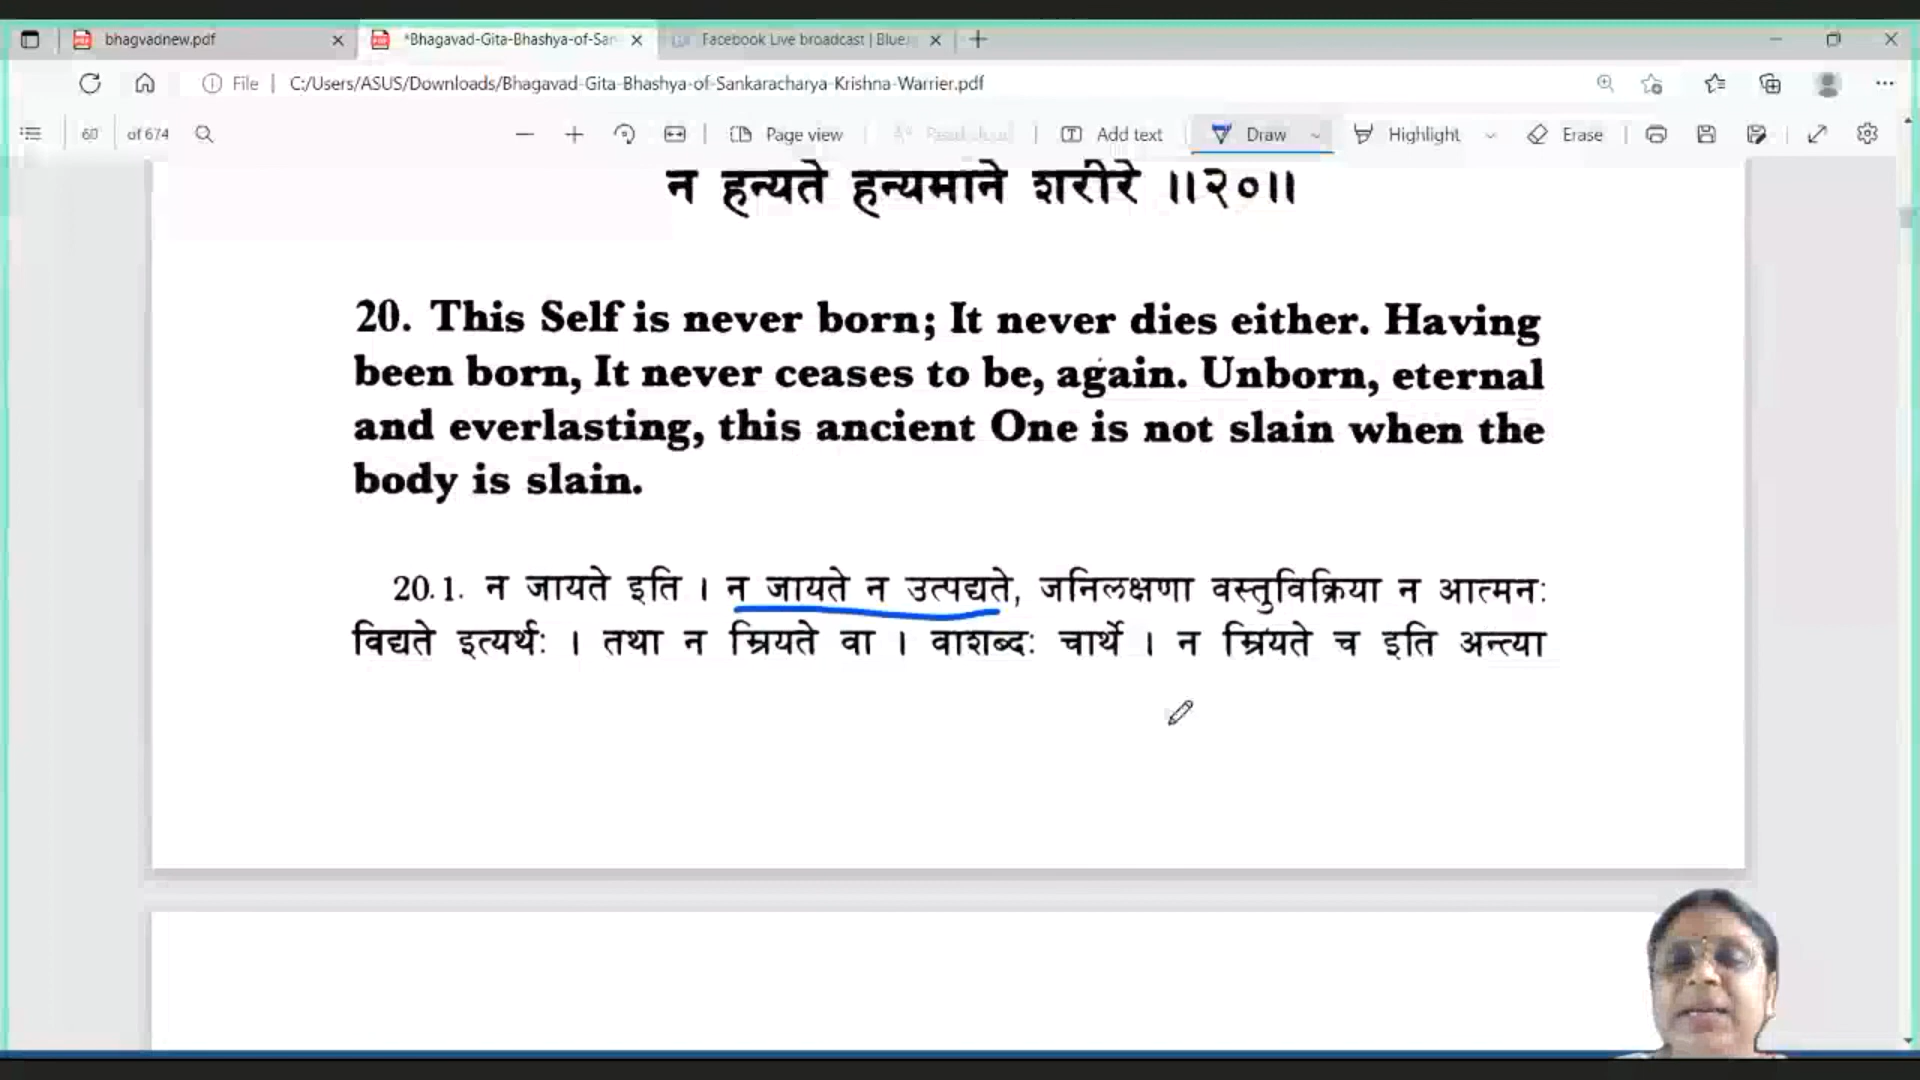 bhagvadnew.pdf
*Bhagavad-Gita-Bhashya-of-San
Facebook Live broadcast | BlueJ
File
C:/Users/ASUS/Downloads/Bhagavad-Gita-Bhashya-of-Sankaracharya-Krishna-Warrier.pdf
60 of 674
Page view
Read aloud
Add text
Draw
Highlight
Erase
न हन्यते हन्यमाने शरीरे ॥२०॥
20. This Self is never born; It never dies either. Having
been born, It never ceases to be, again. Unborn, eternal
and everlasting, this ancient One is not slain when the
body is slain.
20.1. न जायते इति । न जायते न उत्पद्यते, जनिलक्षणा वस्तुविक्रिया न आत्मनः
विद्यते इत्यर्थः । तथा न म्रियते वा । वाशब्दः चार्थे । न म्रियते च इति अन्त्या